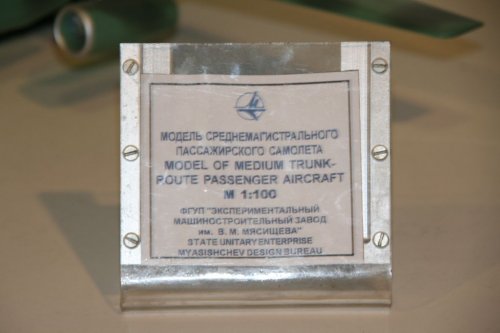 МОДЕЛЬ СРЕДНЕМАГИСТРАЛЬНОГО
ПАССАЖИРСКОГО САМОЛЕТА
MODEL OF MEDIUM TRUNK-
ROUTE PASSENGER AIRCRAFT
М 1:100
ФГУП "ЭКСПЕРИМЕНТАЛЬНЫЙ
МАШИНОСТРОИТЕЛЬНЫЙ ЗАВОД
им. В. М. МЯСИЩЕВА"
STATE UNITARY ENTERPRISE
MYASISHCHEV DESIGN BUREAU